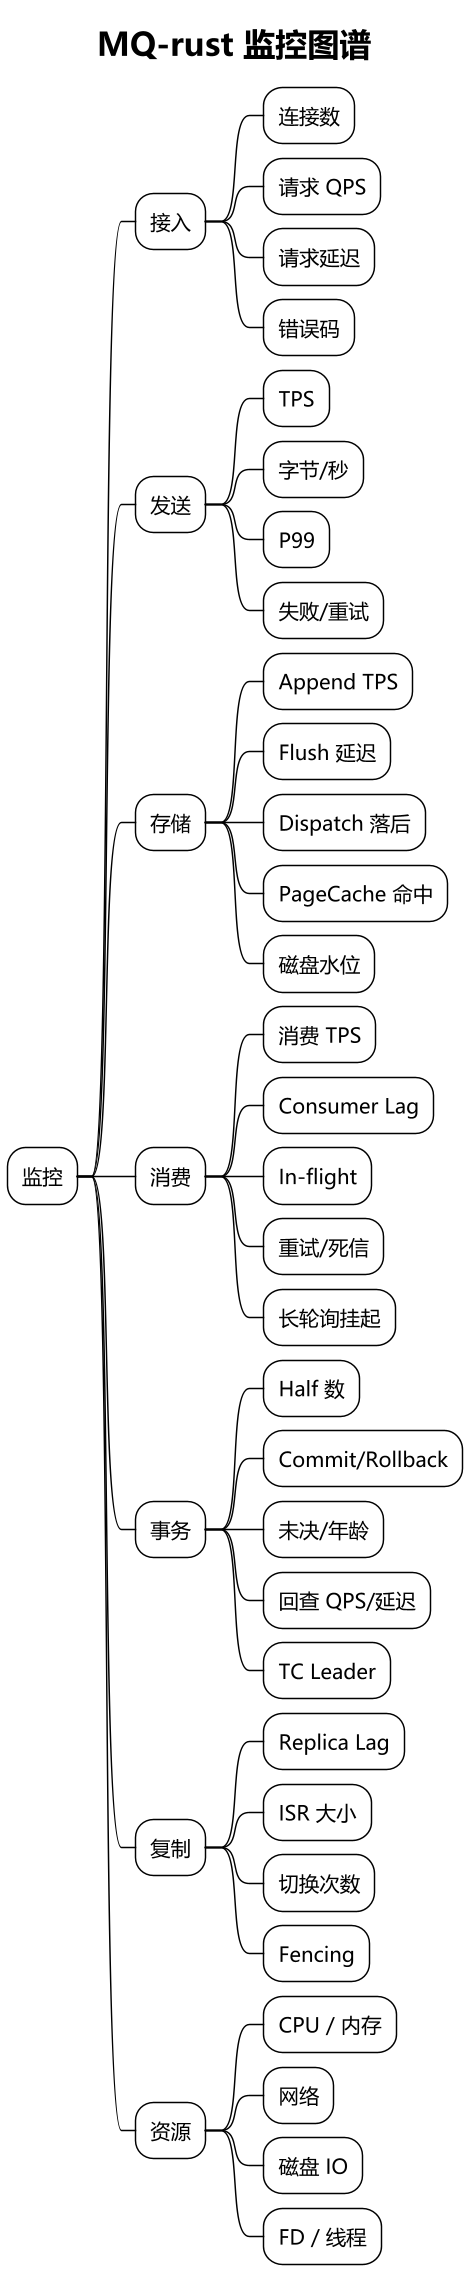 MQ-rust 监控图谱
监控
接入
连接数
请求 QPS
请求延迟
错误码
发送
TPS
字节/秒
P99
失败/重试
存储
Append TPS
Flush 延迟
Dispatch 落后
PageCache 命中
磁盘水位
消费
消费 TPS
Consumer Lag
In-flight
重试/死信
长轮询挂起
事务
Half 数
Commit/Rollback
未决/年龄
回查 QPS/延迟
TC Leader
复制
Replica Lag
ISR 大小
切换次数
Fencing
资源
CPU / 内存
网络
磁盘 IO
FD / 线程